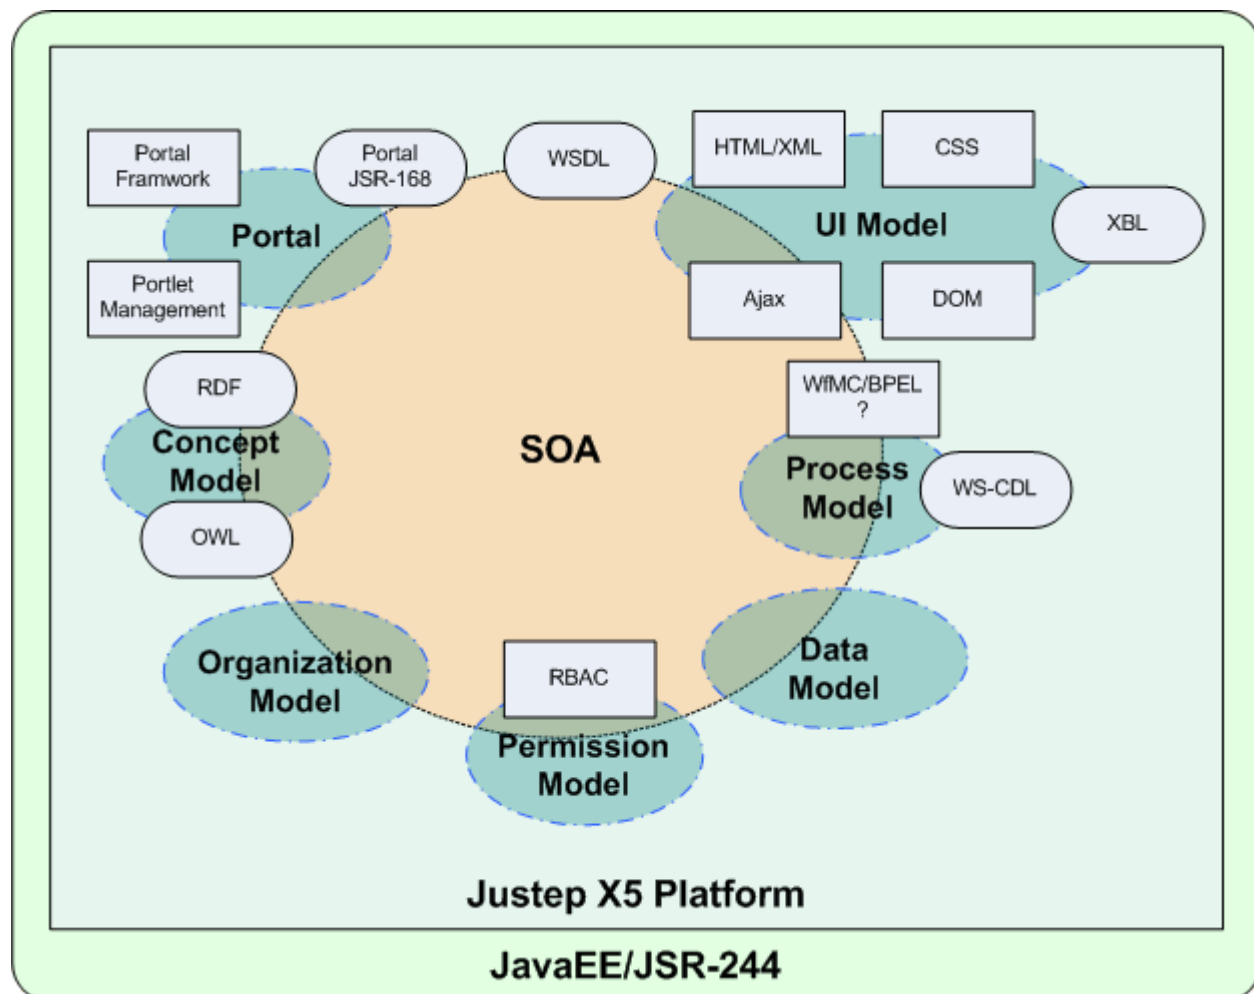 Portal
Framwork
Portal
JSR-168
WSDL
HTML/XML
CSS
Portal
UI Model
XBL
Portlet
Management
Ajax
DOM
RDF
WfMC/BPEL
?
Concept
Model
SOA
Process
Model
WS-CDL
OWL
Organization
Model
RBAC
Data
Model
Permission
Model
Justep X5 Platform
JavaEE/JSR-244